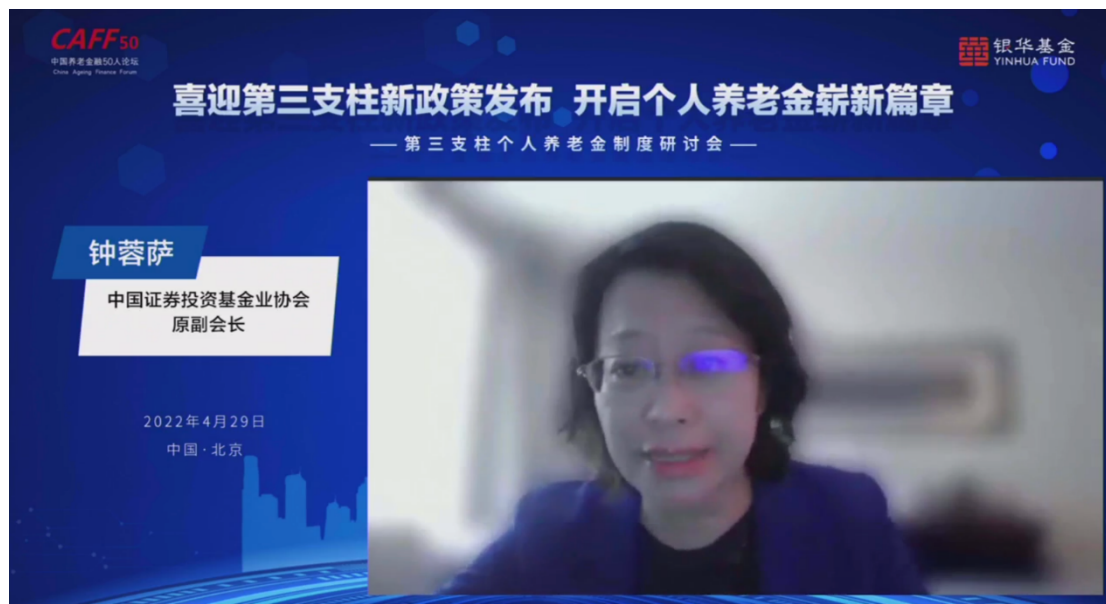 CAFF50
中国养老金融50人论坛
China Ageing Finance Forum
银华基金
YINHUA FUND
喜迎第三支柱新政策发布 开启个人养老金崭新篇章
第三支柱个人养老金制度研讨会
钟蓉萨
中国证券投资基金业协会
原副会长
2022年4月29日
中国·北京